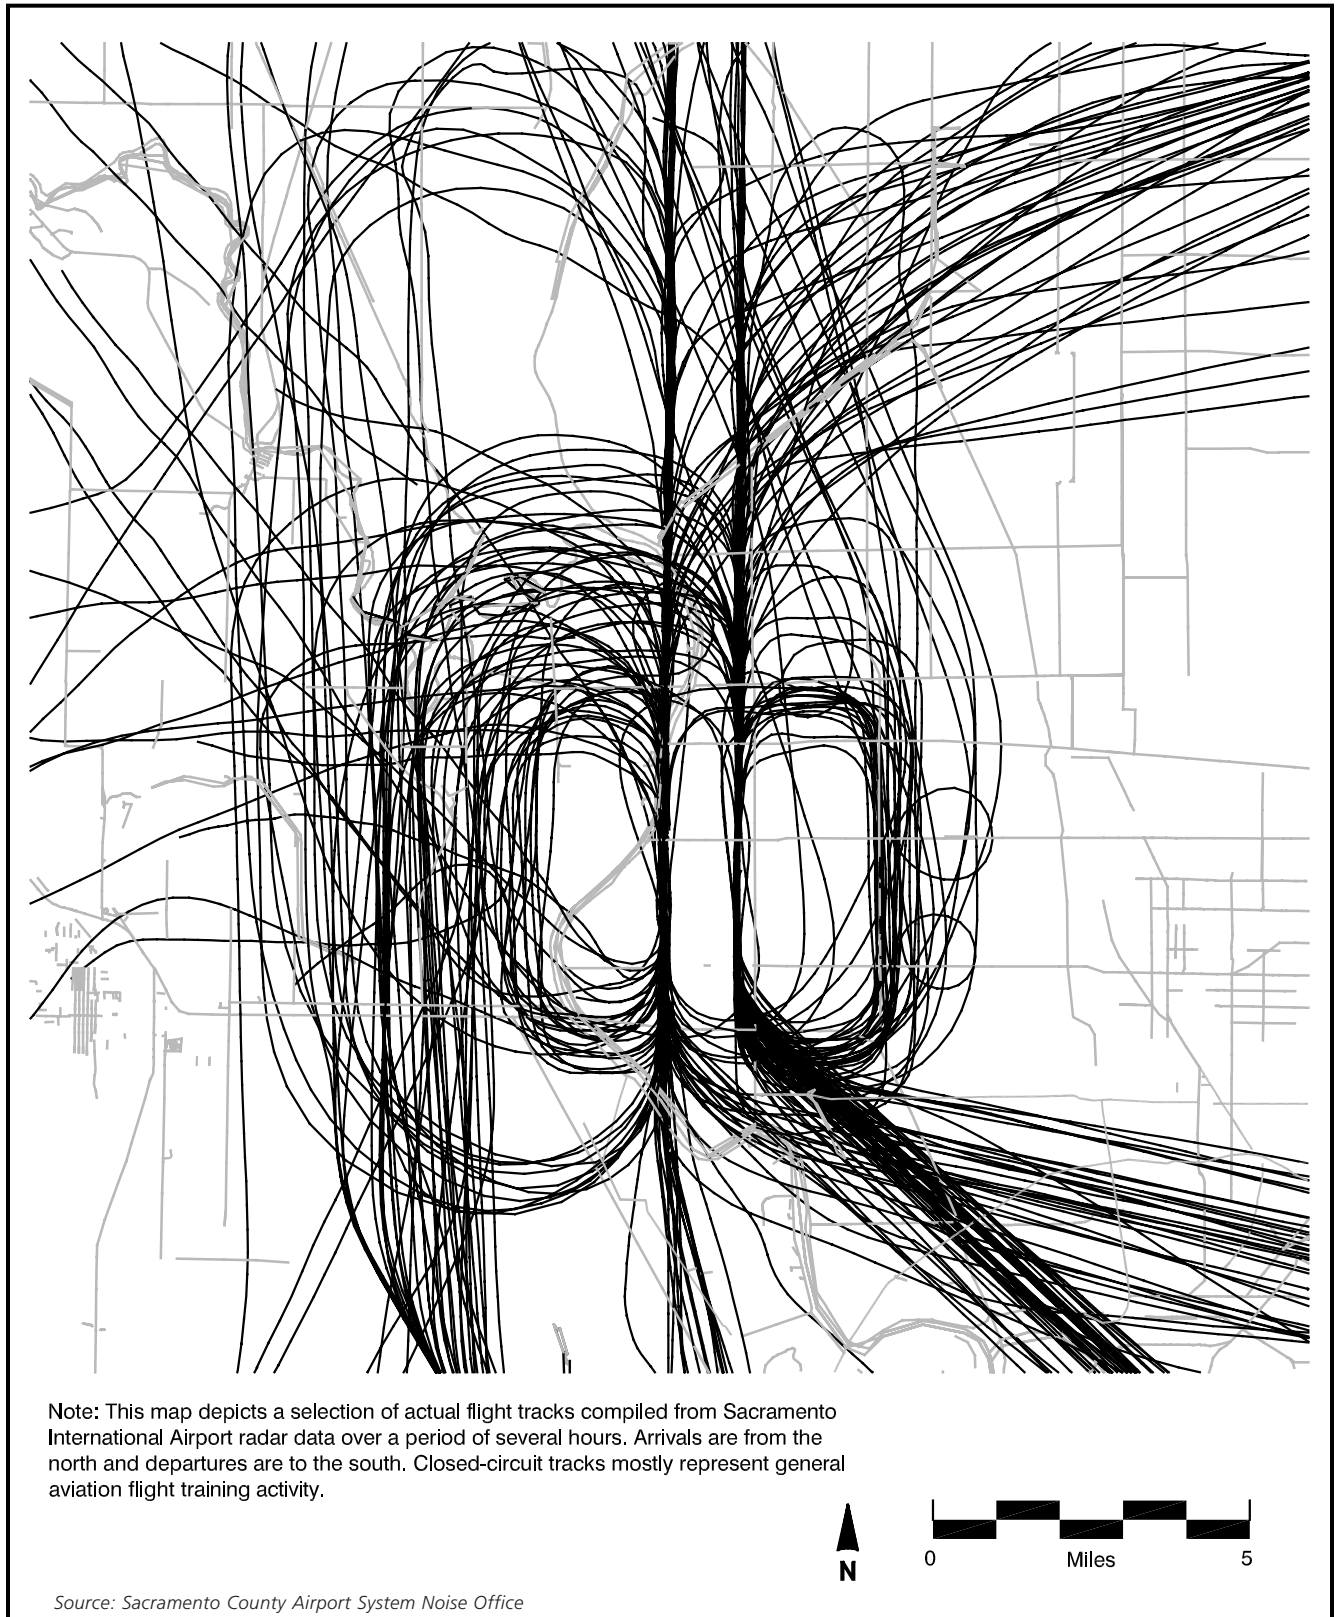 Note: This map depicts a selection of actual flight tracks compiled from Sacramento
International Airport radar data over a period of several hours. Arrivals are from the
north and departures are to the south. Closed-circuit tracks mostly represent general
aviation flight training activity.
N
0 Miles 5
Source: Sacramento County Airport System Noise Office